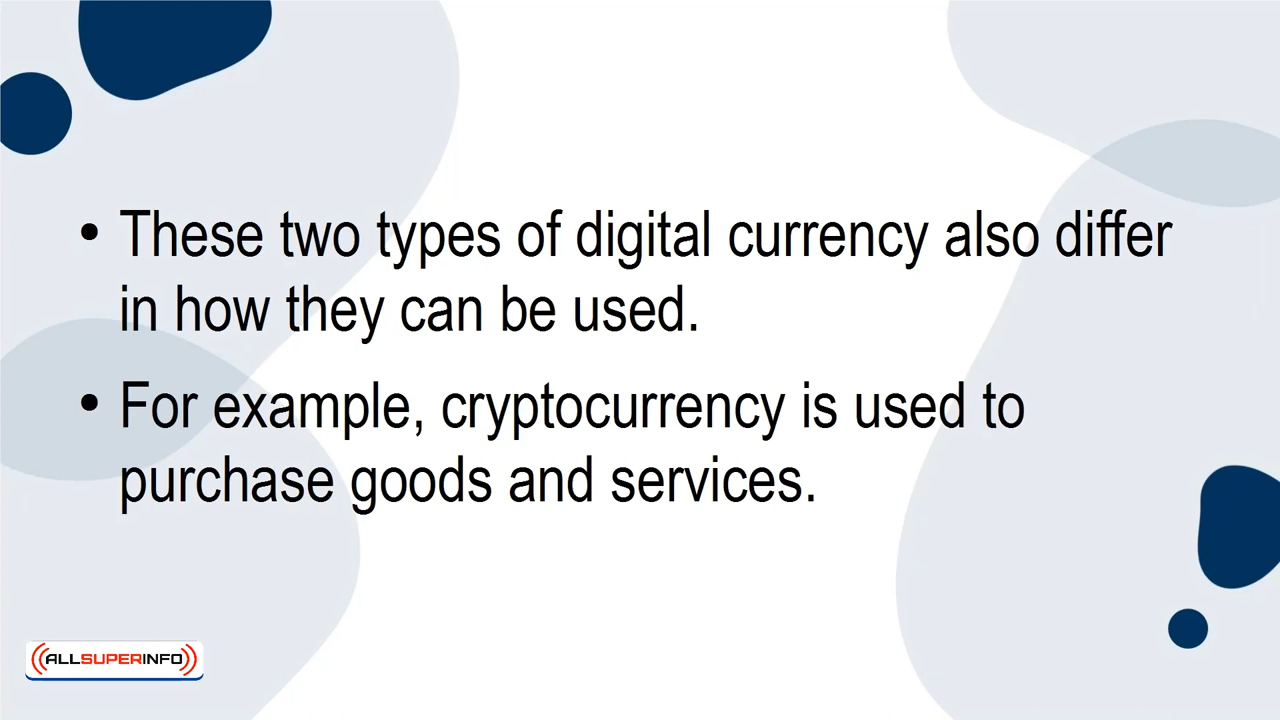 • These two types of digital currency also differ
in how they can be used.
• For example, cryptocurrency is used to
purchase goods and services.
ALLSUPERINFO